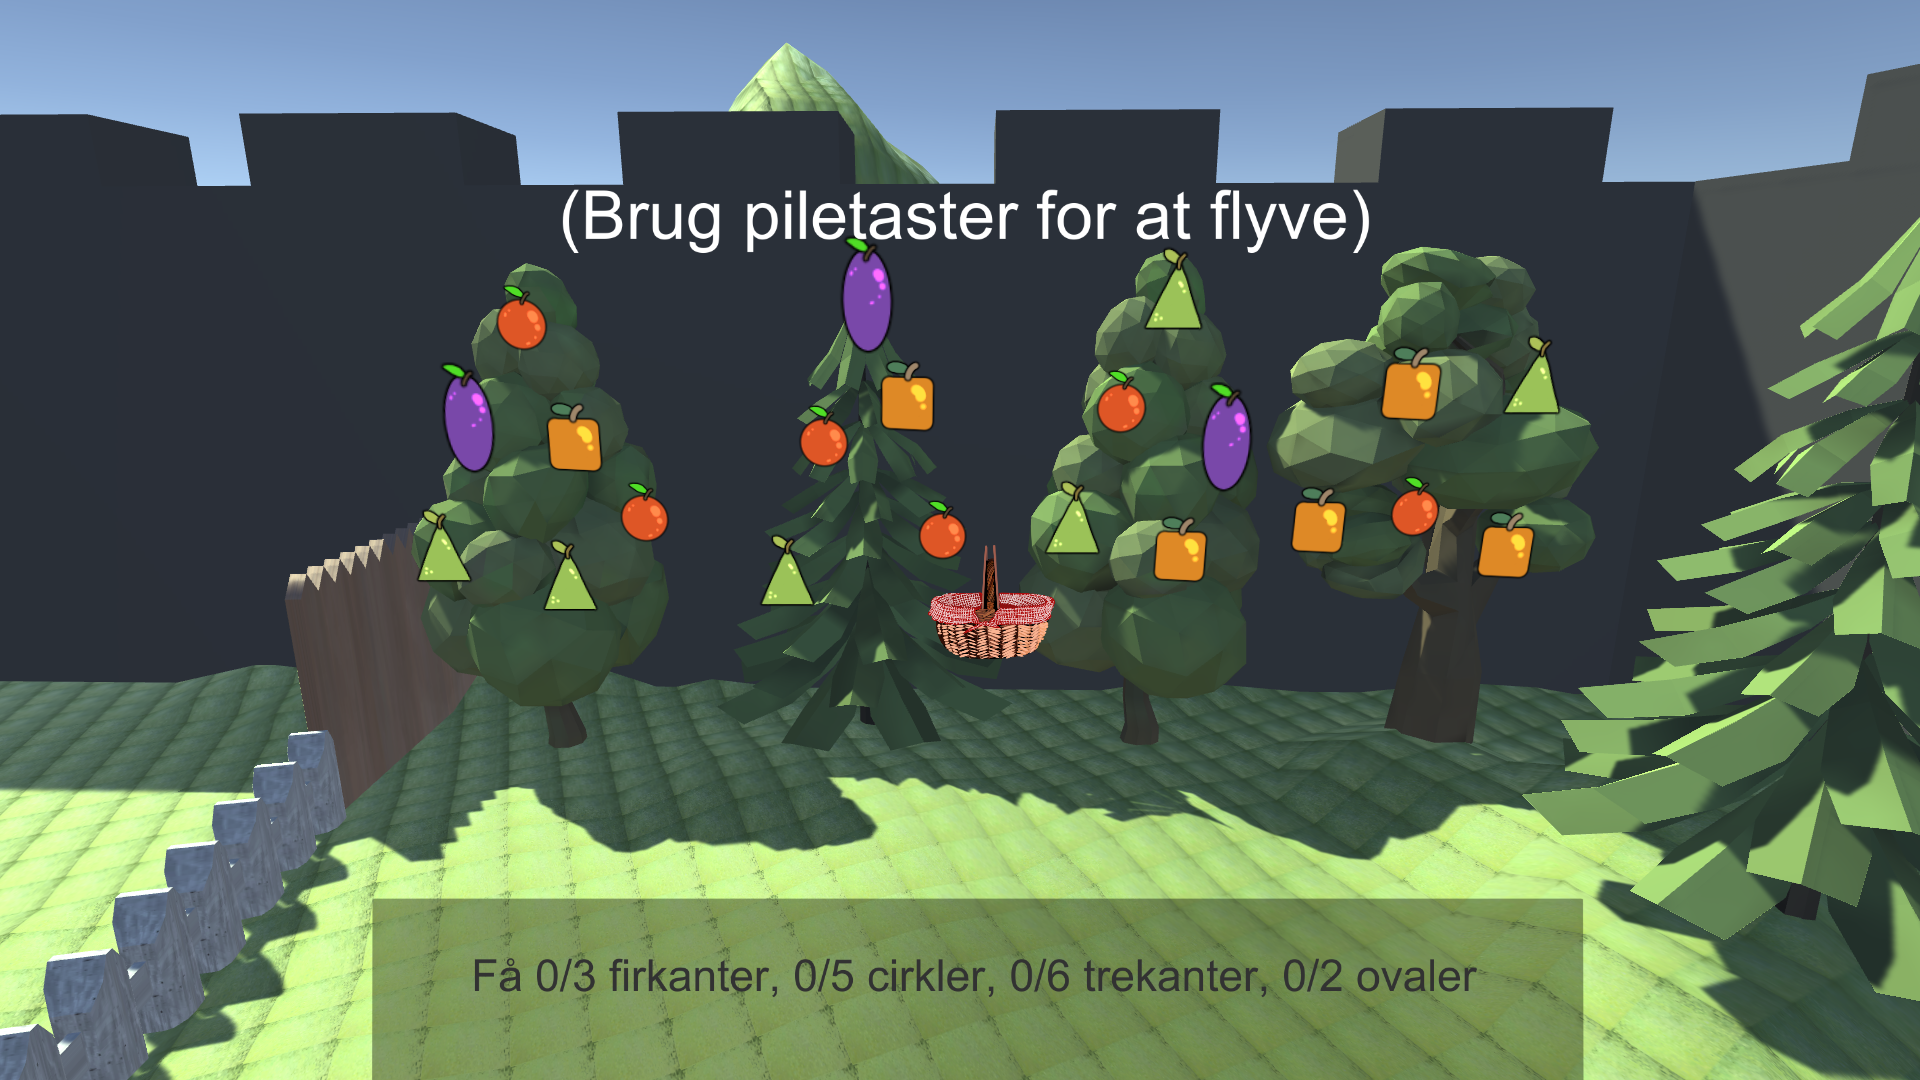 (Brug piletaster for at flyve)
Få 0/3 firkanter, 0/5 cirkler, 0/6 trekanter, 0/2 ovaler